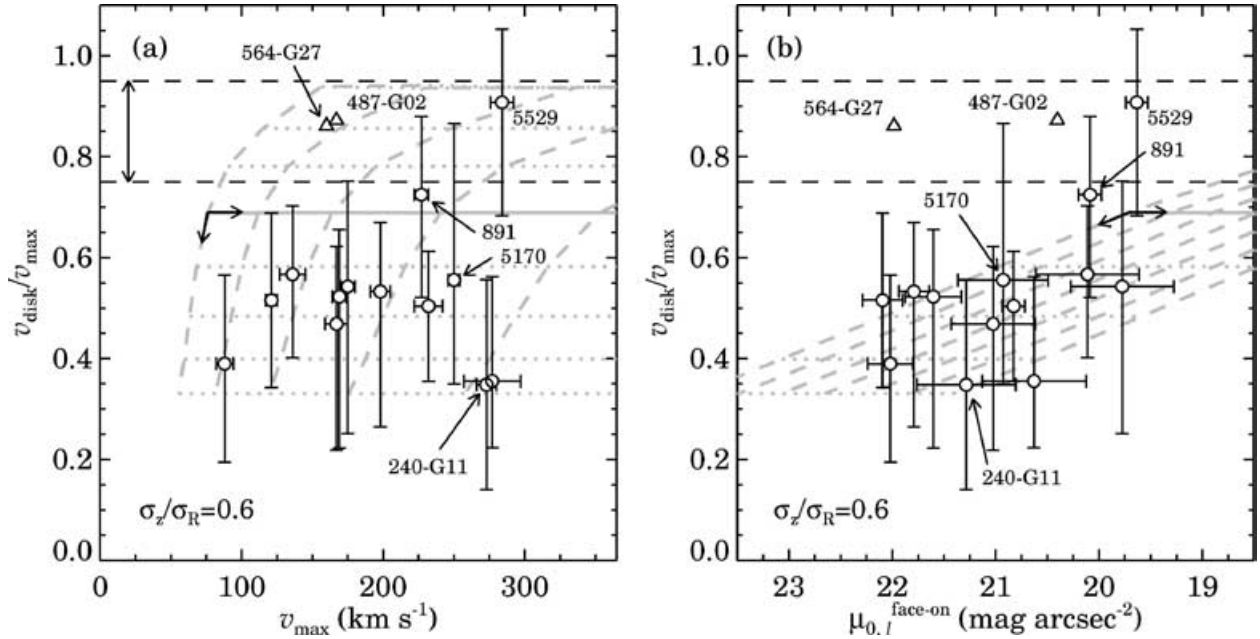 (a)
564-G27
487-G02
5529
891
5170
240-G11
σz/σR=0.6
1.0
0.8
0.6
0.4
0.2
0.0
vdisk/vmax
0
100
200
300
vmax (km s-1)
(b)
564-G27
487-G02
5529
891
5170
240-G11
σz/σR=0.6
1.0
0.8
0.6
0.4
0.2
0.0
vdisk/vmax
23
22
21
20
19
μ0,l face-on (mag arcsec-2)